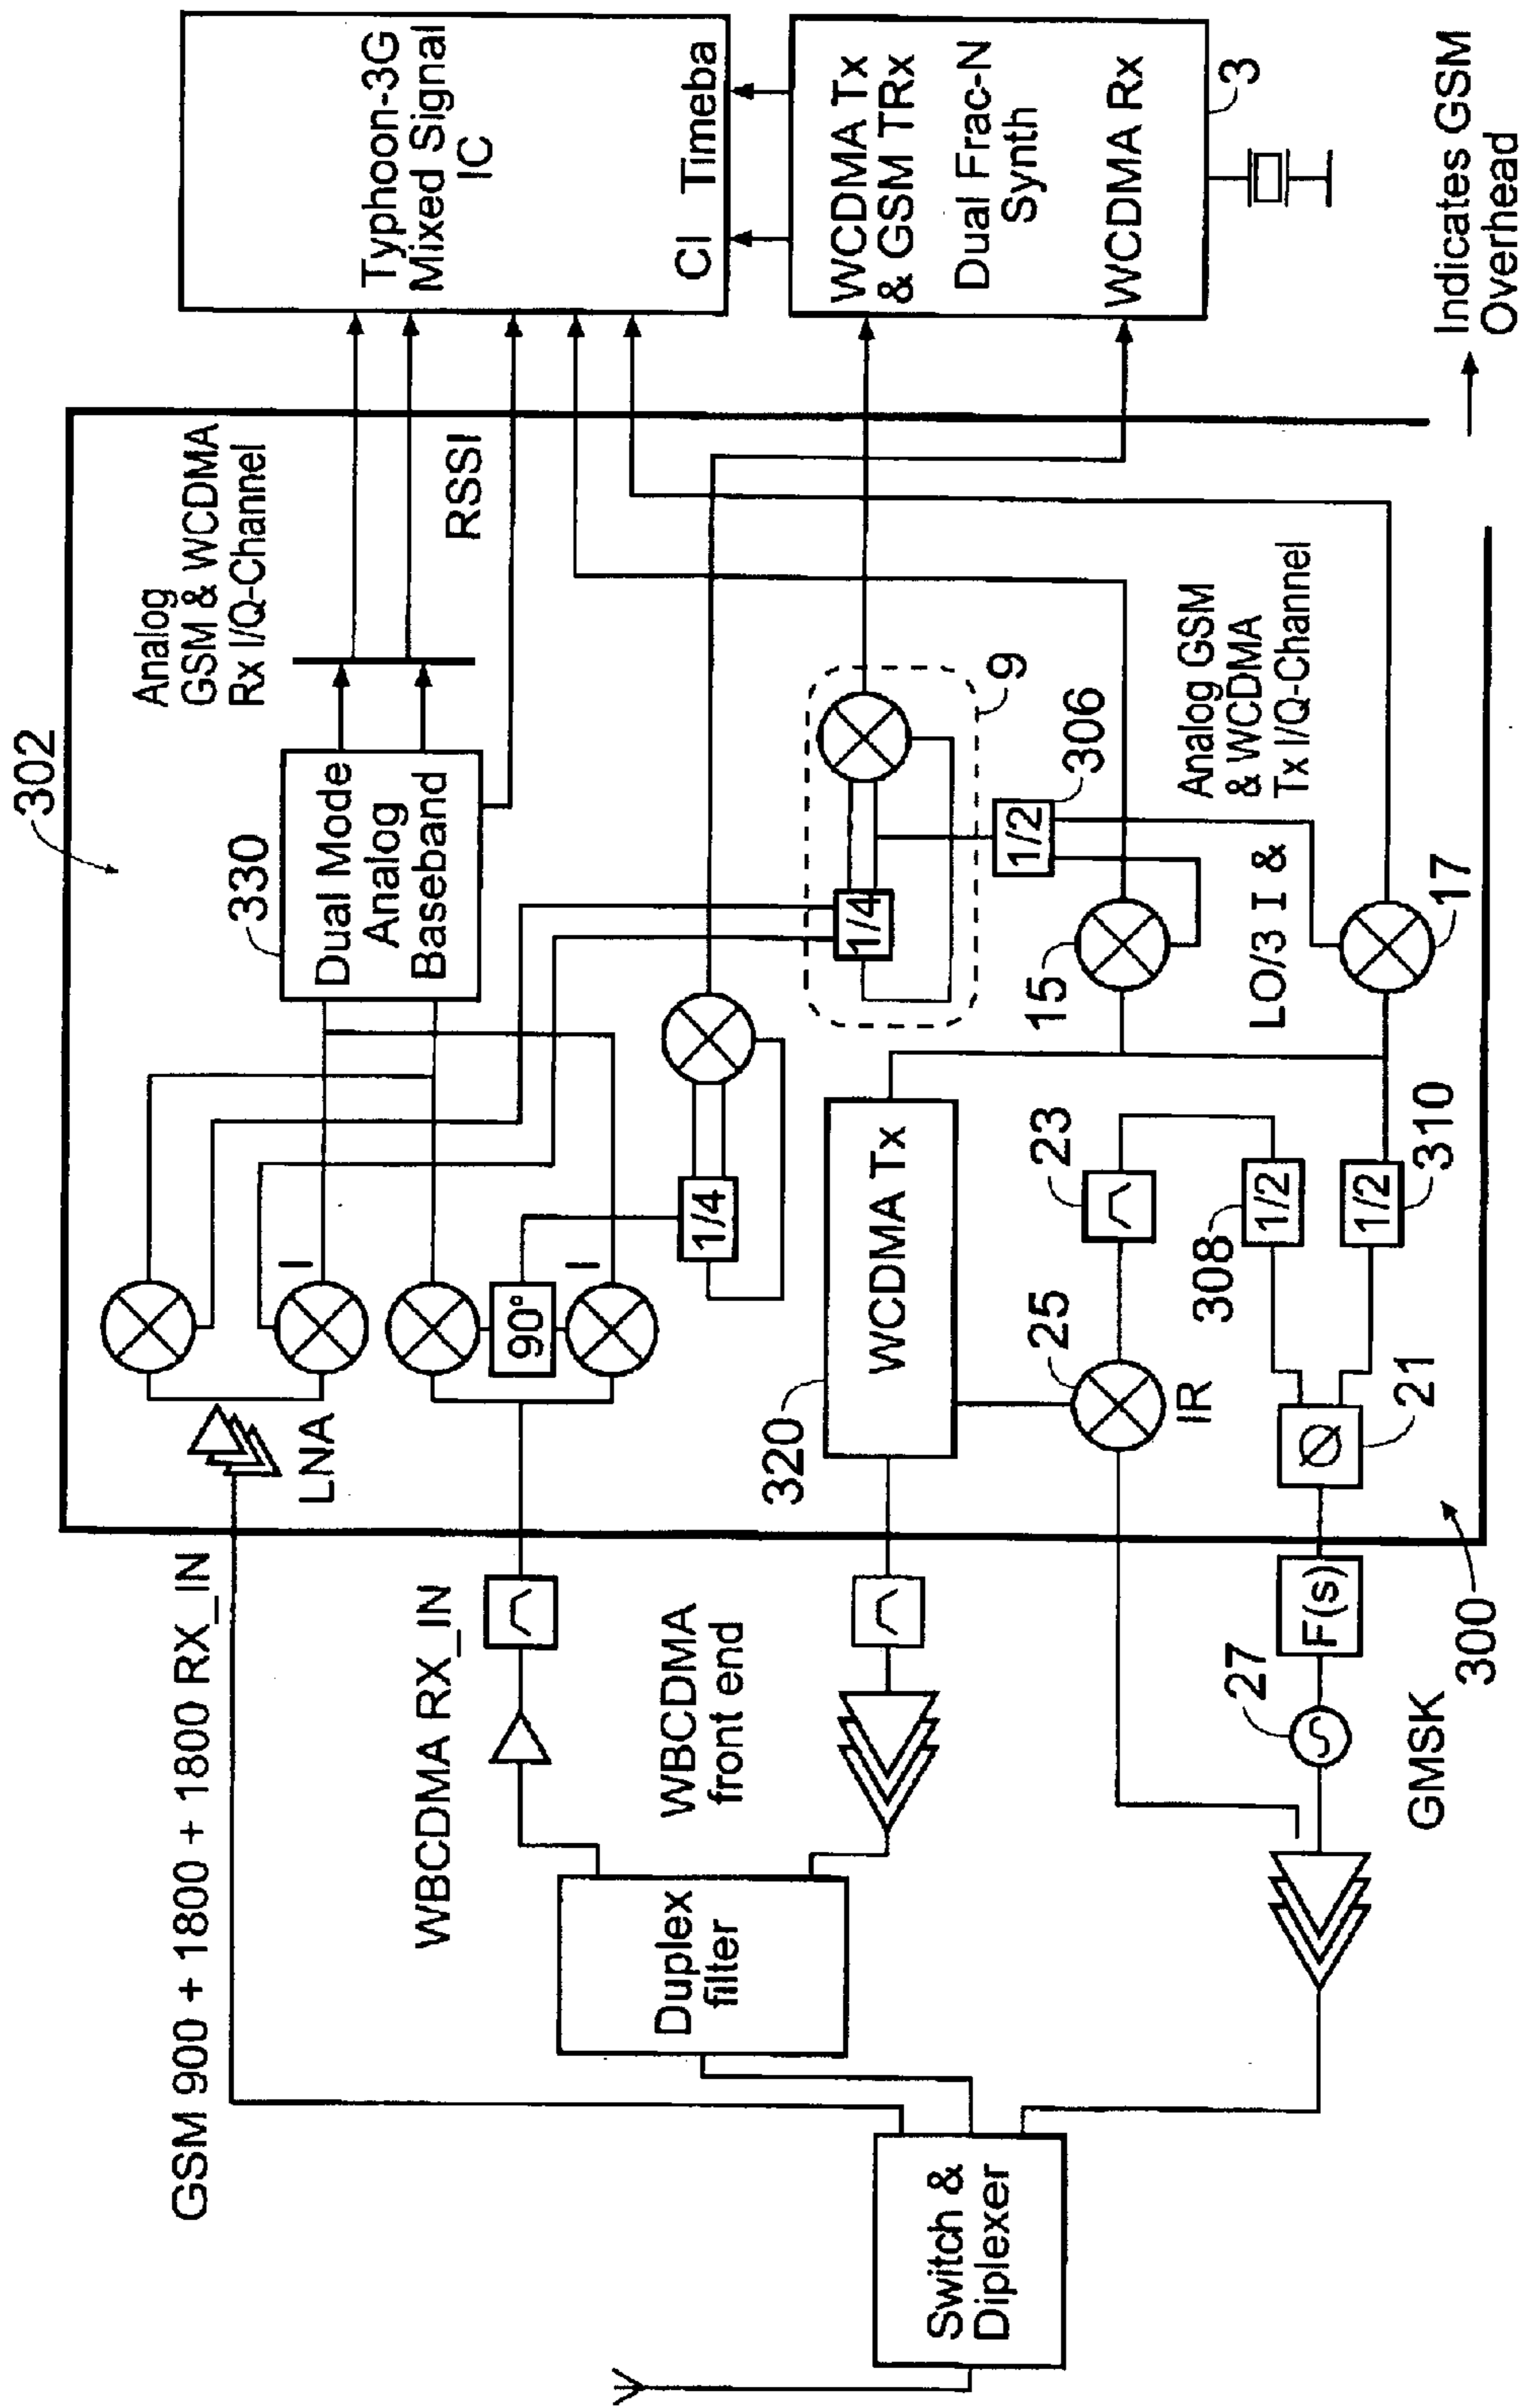 302
330
Dual Mode
Analog
Baseband
Analog
GSM & WCDMA
Rx I/Q-Channel
RSSI
Typhoon-3G
Mixed Signal
IC
CI
Timeba
WCDMA Tx
& GSM TRx
Dual Frac-N
Synth
WCDMA Rx
3
Indicates GSM
Overhead
GSM 900 + 1800 + 1800 RX_IN
LNA
I
90°
I
1/4
1/4
9
1/2
306
Analog GSM
& WCDMA
Tx I/Q-Channel
15
LO/3 I &
17
WBCDMA RX_IN
WBCDMA
front end
Duplex
filter
Switch &
Diplexer
320
WCDMA Tx
25
IR
23
308
1/2
1/2
310
Ø
21
F(s)
27
GMSK
300